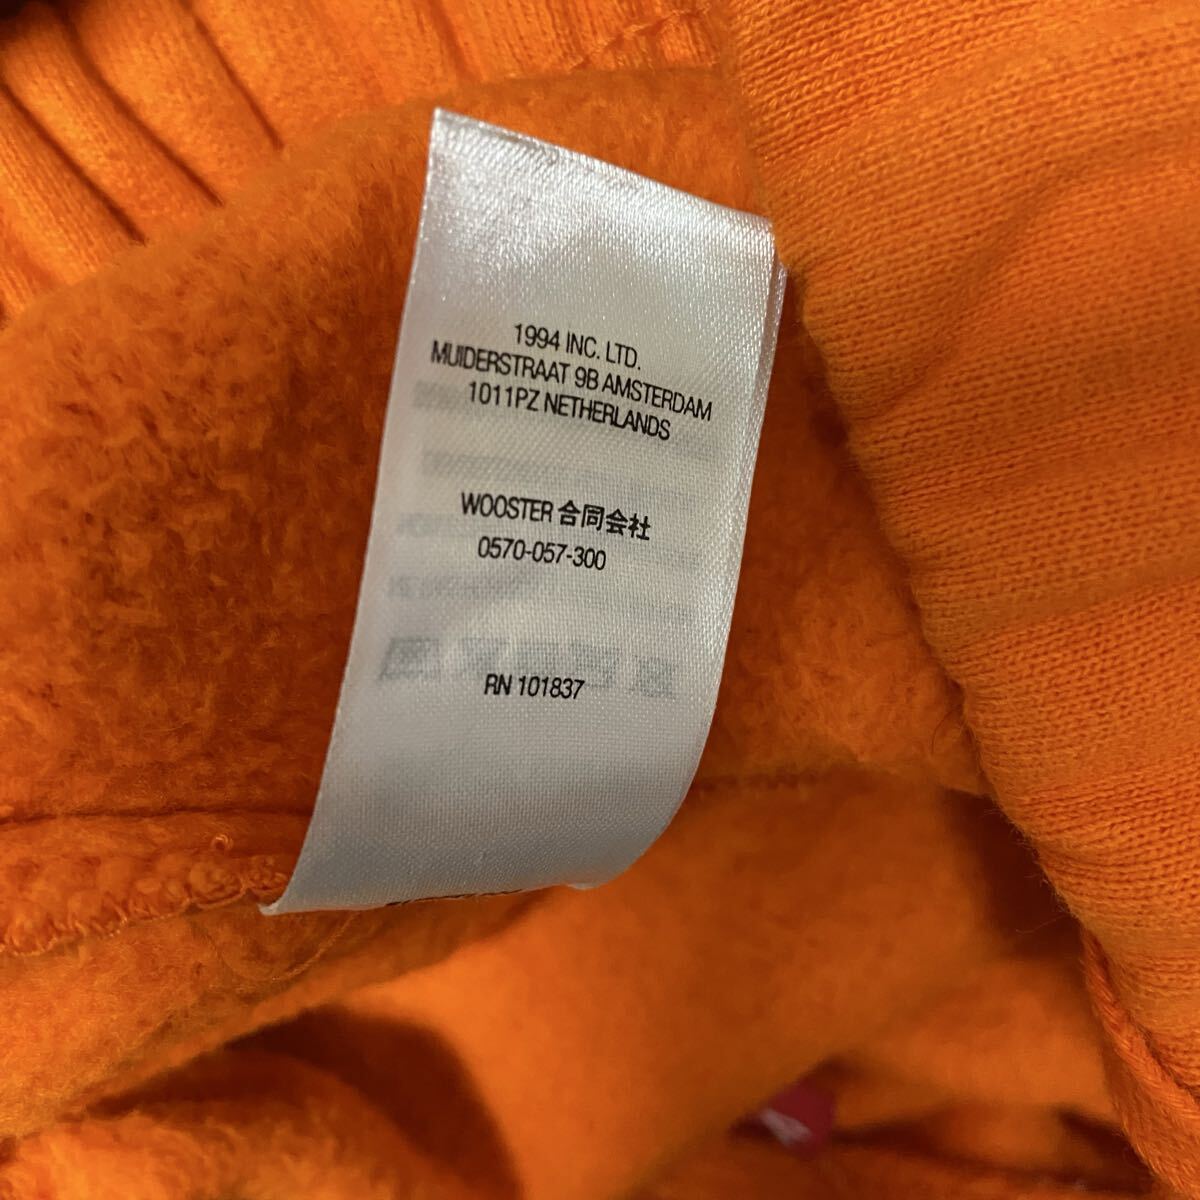 1994 INC. LTD.
MUIDERSTRAAT 9B AMSTERDAM
1011PZ NETHERLANDS
WOOSTER 合同会社
0570-057-300
RN 101837